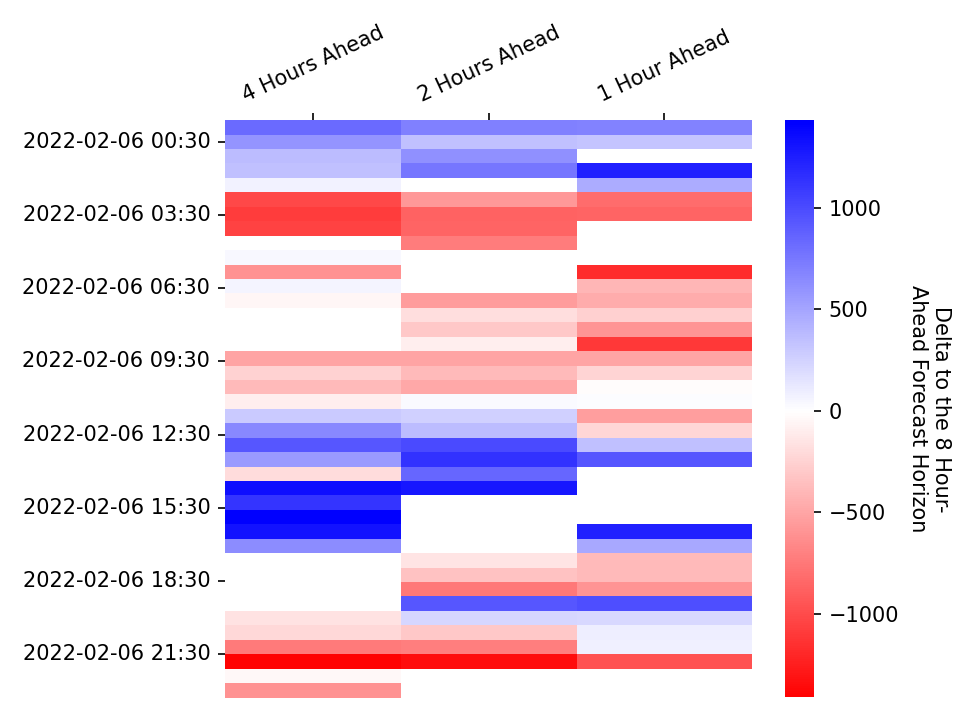 4 Hours Ahead
2 Hours Ahead
1 Hour Ahead
2022-02-06 00:30
2022-02-06 03:30
2022-02-06 06:30
2022-02-06 09:30
2022-02-06 12:30
2022-02-06 15:30
2022-02-06 18:30
2022-02-06 21:30
1000
500
0
−500
−1000
Delta to the 8 Hour-
Ahead Forecast Horizon